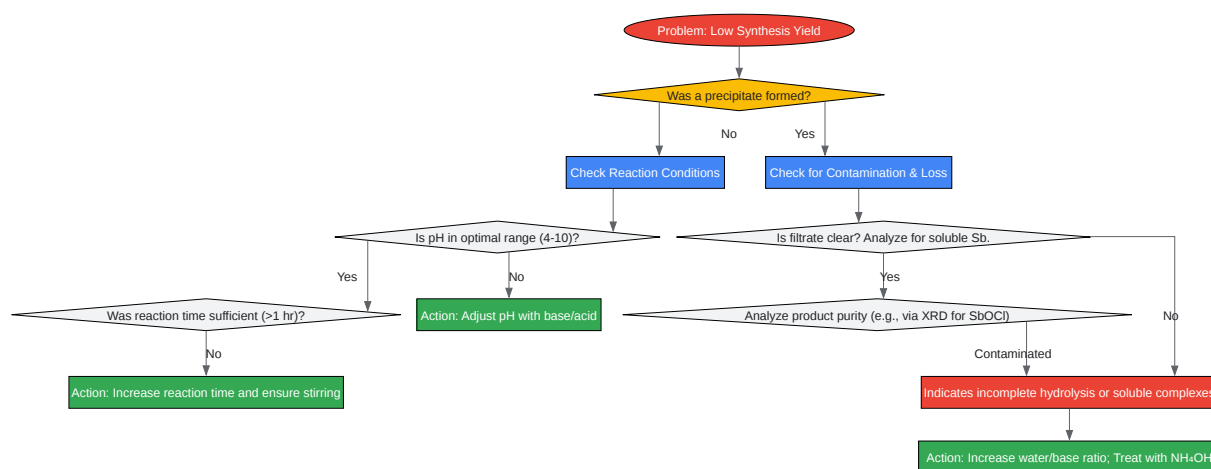 Problem: Low Synthesis Yield
Was a precipitate formed?
No
Yes
Check Reaction Conditions
Check for Contamination & Loss
Is pH in optimal range (4-10)?
Is filtrate clear? Analyze for soluble Sb.
Yes
No
Yes
Was reaction time sufficient (>1 hr)?
Action: Adjust pH with base/acid
Analyze product purity (e.g., via XRD for SbOCl)
No
No
Contaminated
Action: Increase reaction time and ensure stirring
Indicates incomplete hydrolysis or soluble complexes
Action: Increase water/base ratio; Treat with NH₄OH